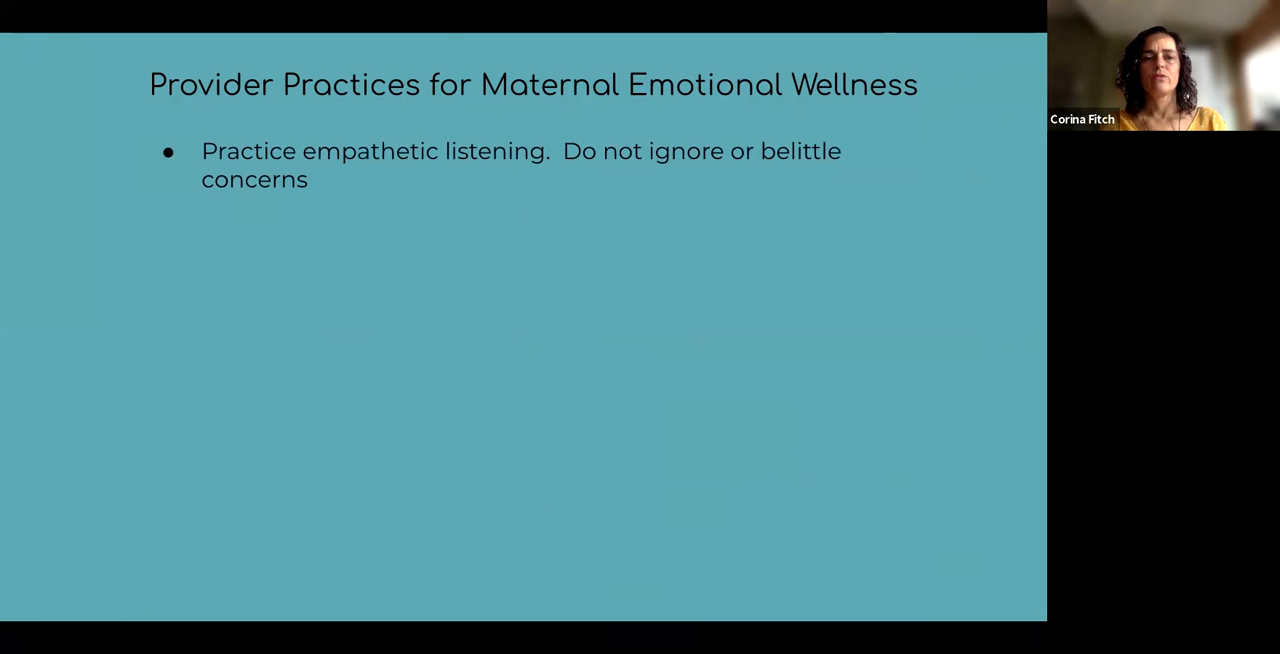 Provider Practices for Maternal Emotional Wellness
● Practice empathetic listening.  Do not ignore or belittle
concerns
Corina Fitch